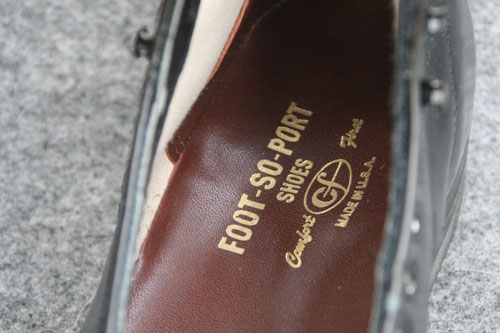 FOOT-SO-PORT
SHOES
Comfort GF First
MADE IN U.S.A.